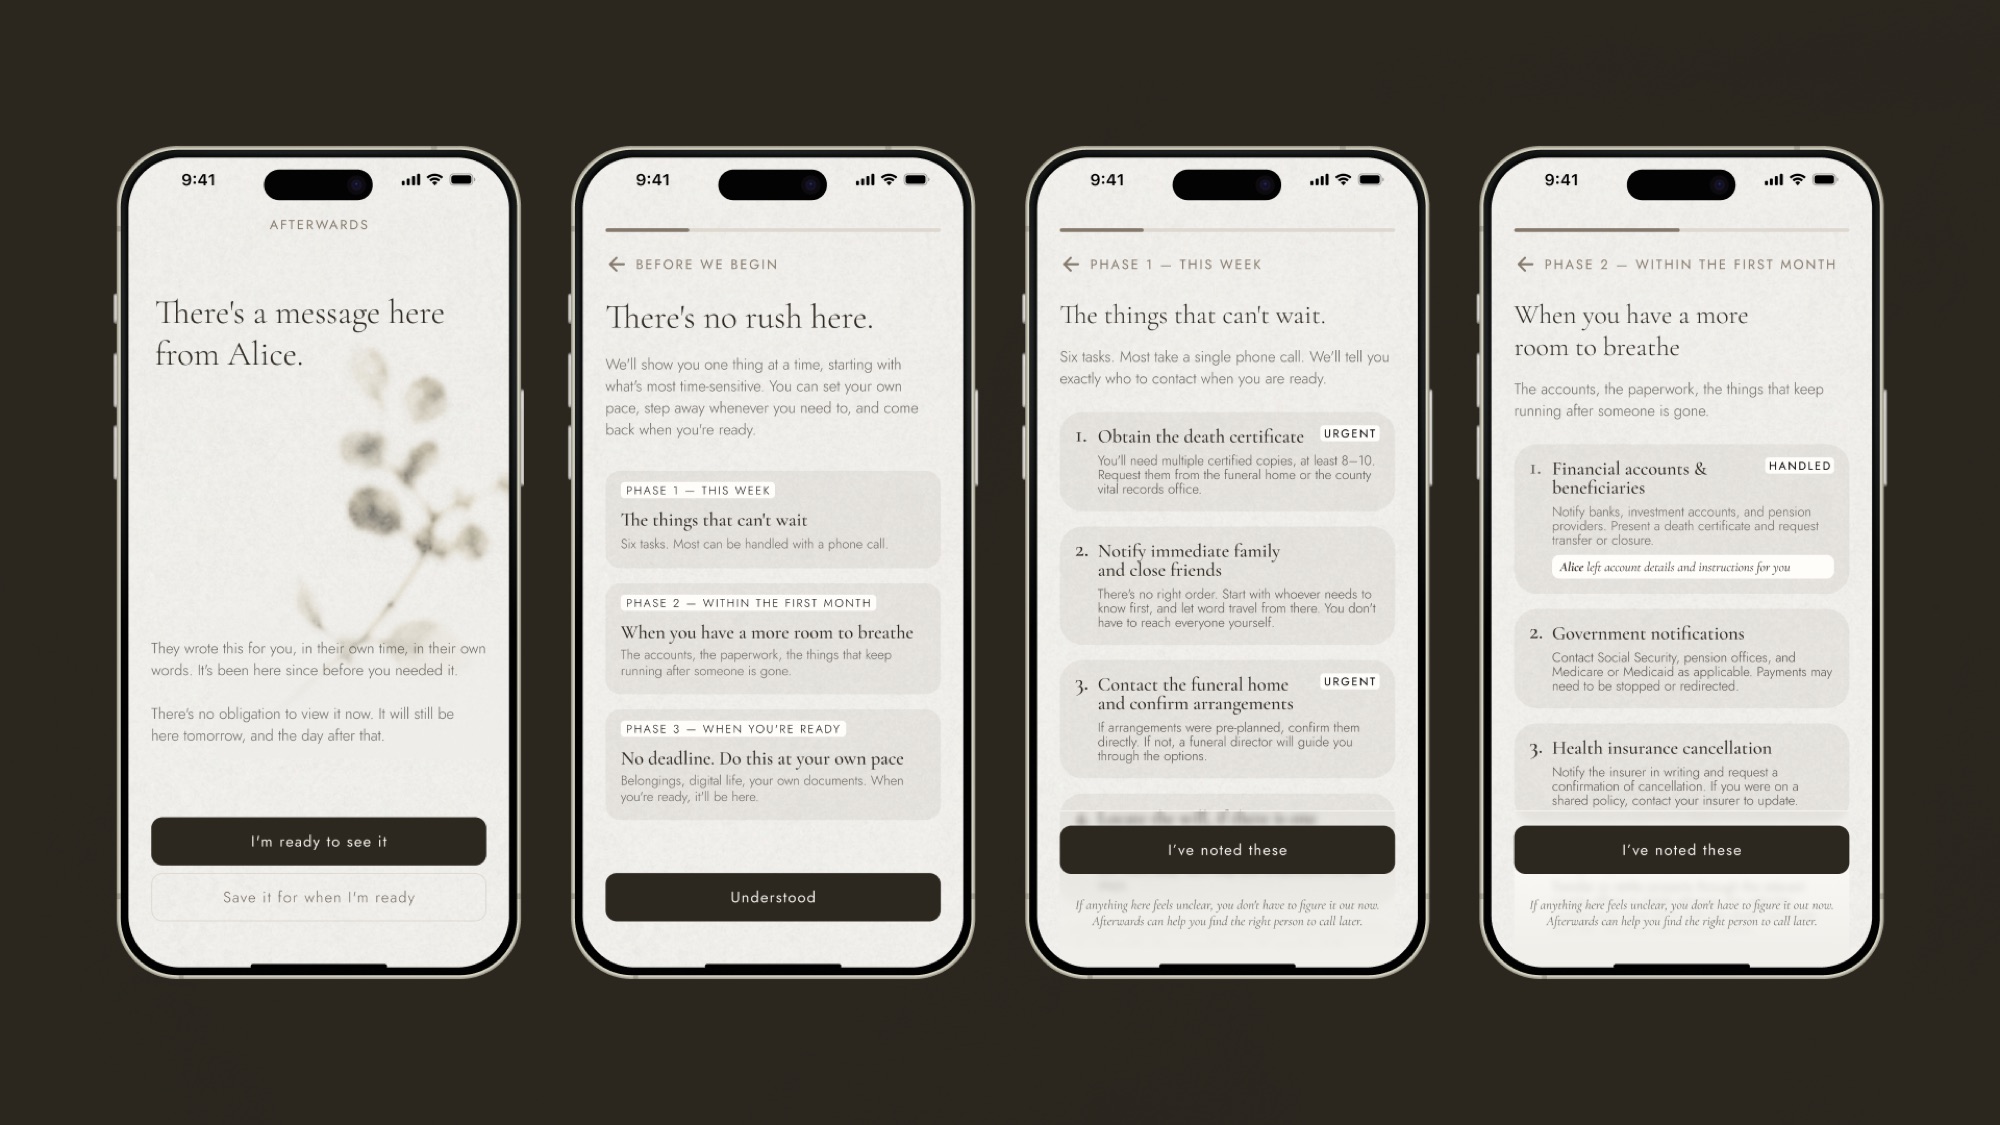 9:41
AFTERWARDS
There's a message here
from Alice.
They wrote this for you, in their own time, in their own
words. It's been here since before you needed it.
There's no obligation to view it now. It will still be
here tomorrow, and the day after that.
I'm ready to see it
Save it for when I'm ready
9:41
BEFORE WE BEGIN
There's no rush here.
We'll show you one thing at a time, starting with
what's most time-sensitive. You can set your own
pace, step away whenever you need to, and come
back when you're ready.
PHASE 1 — THIS WEEK
The things that can't wait
Six tasks. Most can be handled with a phone call.
PHASE 2 — WITHIN THE FIRST MONTH
When you have a more room to breathe
The accounts, the paperwork, the things that keep
running after someone is gone.
PHASE 3 — WHEN YOU'RE READY
No deadline. Do this at your own pace
Belongings, digital life, your own documents. When
you're ready, it'll be here.
Understood
9:41
PHASE 1 — THIS WEEK
The things that can't wait.
Six tasks. Most take a single phone call. We'll tell you
exactly who to contact when you are ready.
1. Obtain the death certificate URGENT
You'll need multiple certified copies, at least 8–10.
Request them from the funeral home or the county
vital records office.
2. Notify immediate family
and close friends
There's no right order. Start with whoever needs to
know first, and let word travel from there. You don't
have to reach everyone yourself.
3. Contact the funeral home URGENT
and confirm arrangements
If arrangements were pre-planned, confirm them
directly. If not, a funeral director will guide you
through the options.
Locate the will, if there is one
I've noted these
If anything here feels unclear, you don't have to figure it out now.
Afterwards can help you find the right person to call later.
9:41
PHASE 2 — WITHIN THE FIRST MONTH
When you have a more
room to breathe
The accounts, the paperwork, the things that keep
running after someone is gone.
1. Financial accounts & HANDLED
beneficiaries
Notify banks, investment accounts, and pension
providers. Present a death certificate and request
transfer or closure.
Alice left account details and instructions for you
2. Government notifications
Contact Social Security, pension offices, and
Medicare or Medicaid as applicable. Payments may
need to be stopped or redirected.
3. Health insurance cancellation
Notify the insurer in writing and request a
confirmation of cancellation. If you were on a
shared policy, contact your insurer to update.
I've noted these
If anything here feels unclear, you don't have to figure it out now.
Afterwards can help you find the right person to call later.